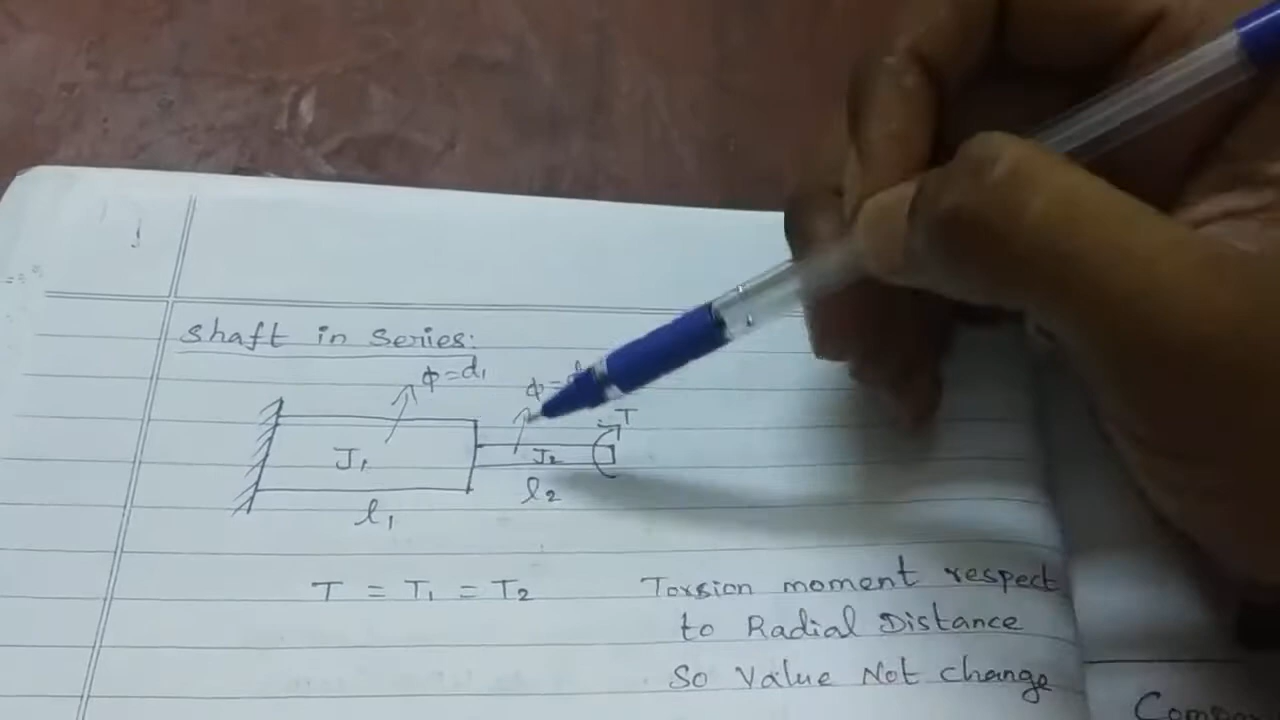 Shaft in Series:
ϕ=d₁
T
J₁
J₂
l₁
l₂
T = T₁ = T₂
Torsion moment respect
to Radial Distance
So Value Not change